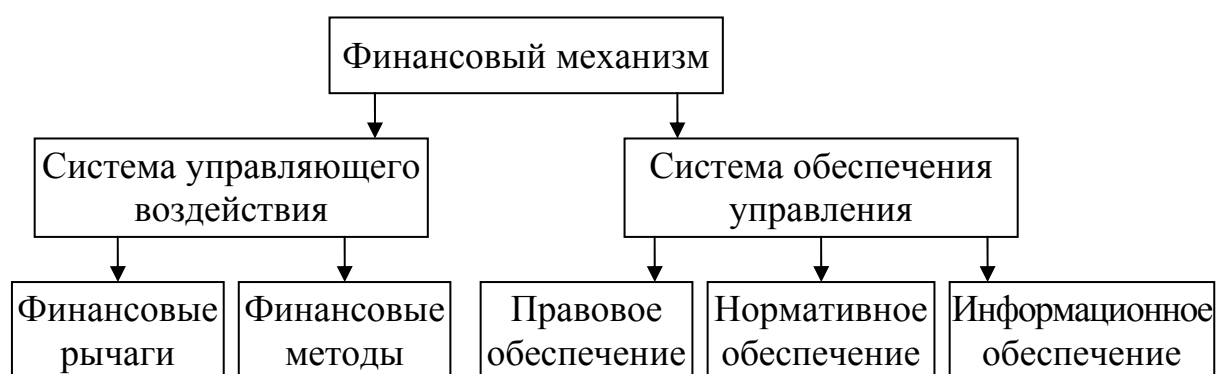 Финансовый механизм
Система управляющего
воздействия
Система обеспечения
управления
Финансовые
рычаги
Финансовые
методы
Правовое
обеспечение
Нормативное
обеспечение
Информационное
обеспечение